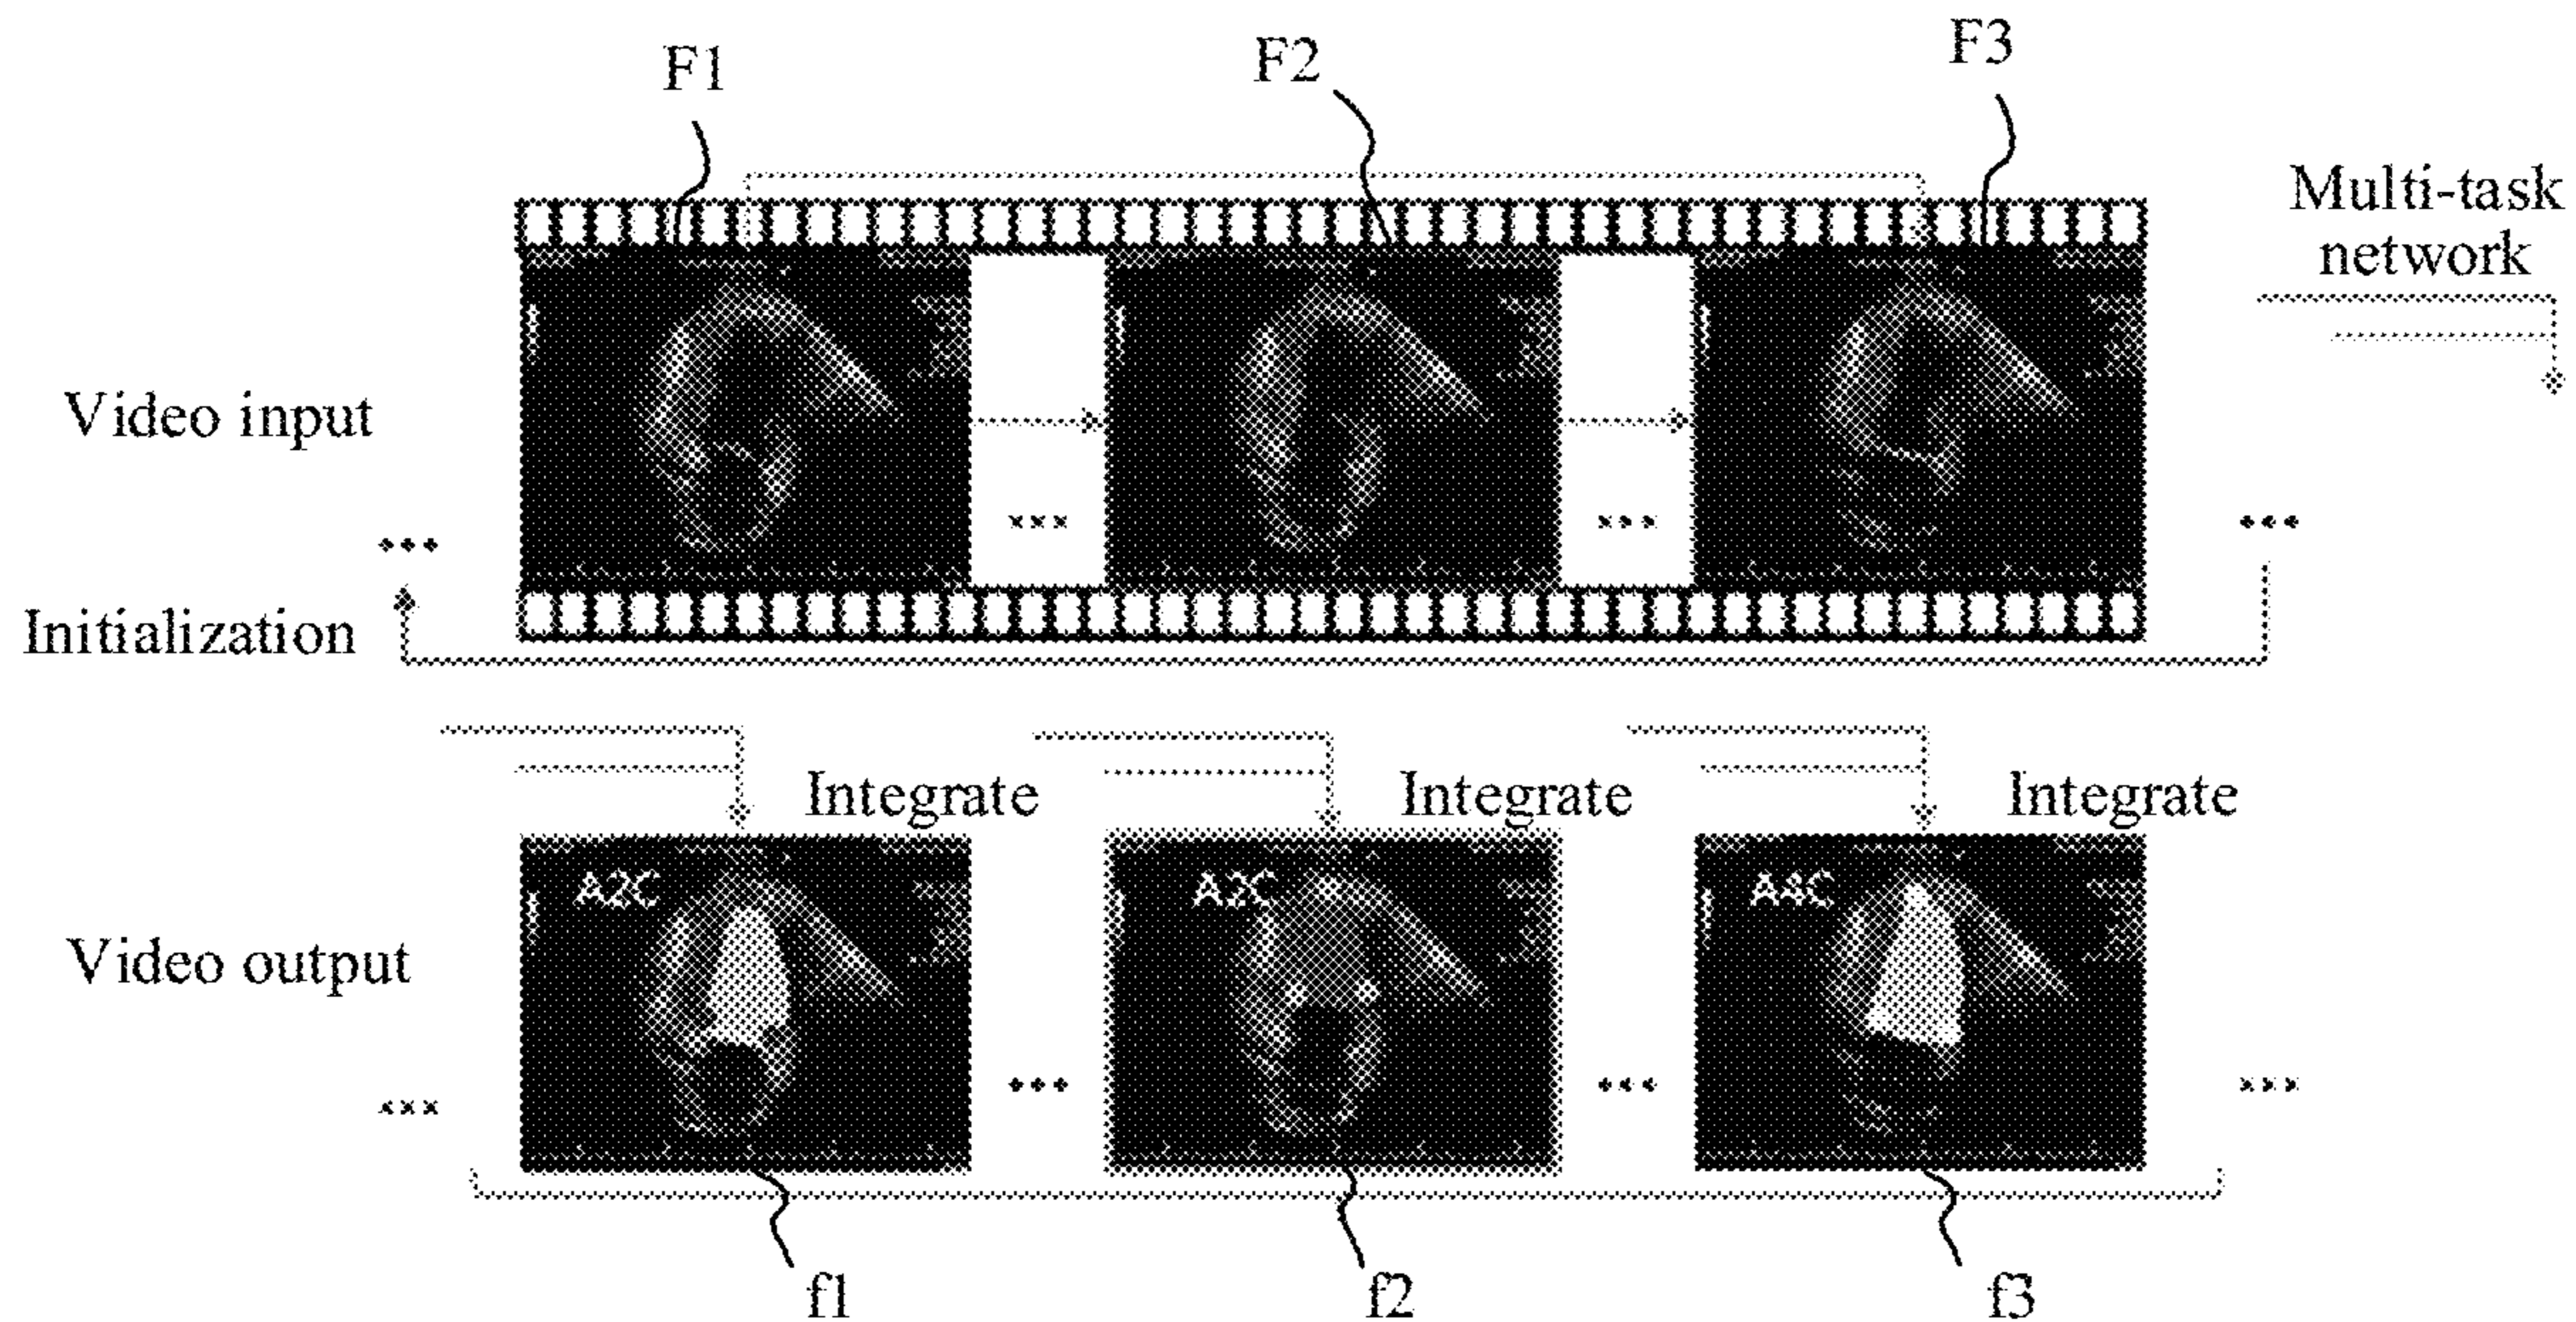 F1
F2
F3
Multi-task
network
Video input
Initialization
Integrate
Integrate
Integrate
A2C
A2C
A4C
Video output
f1
f2
f3